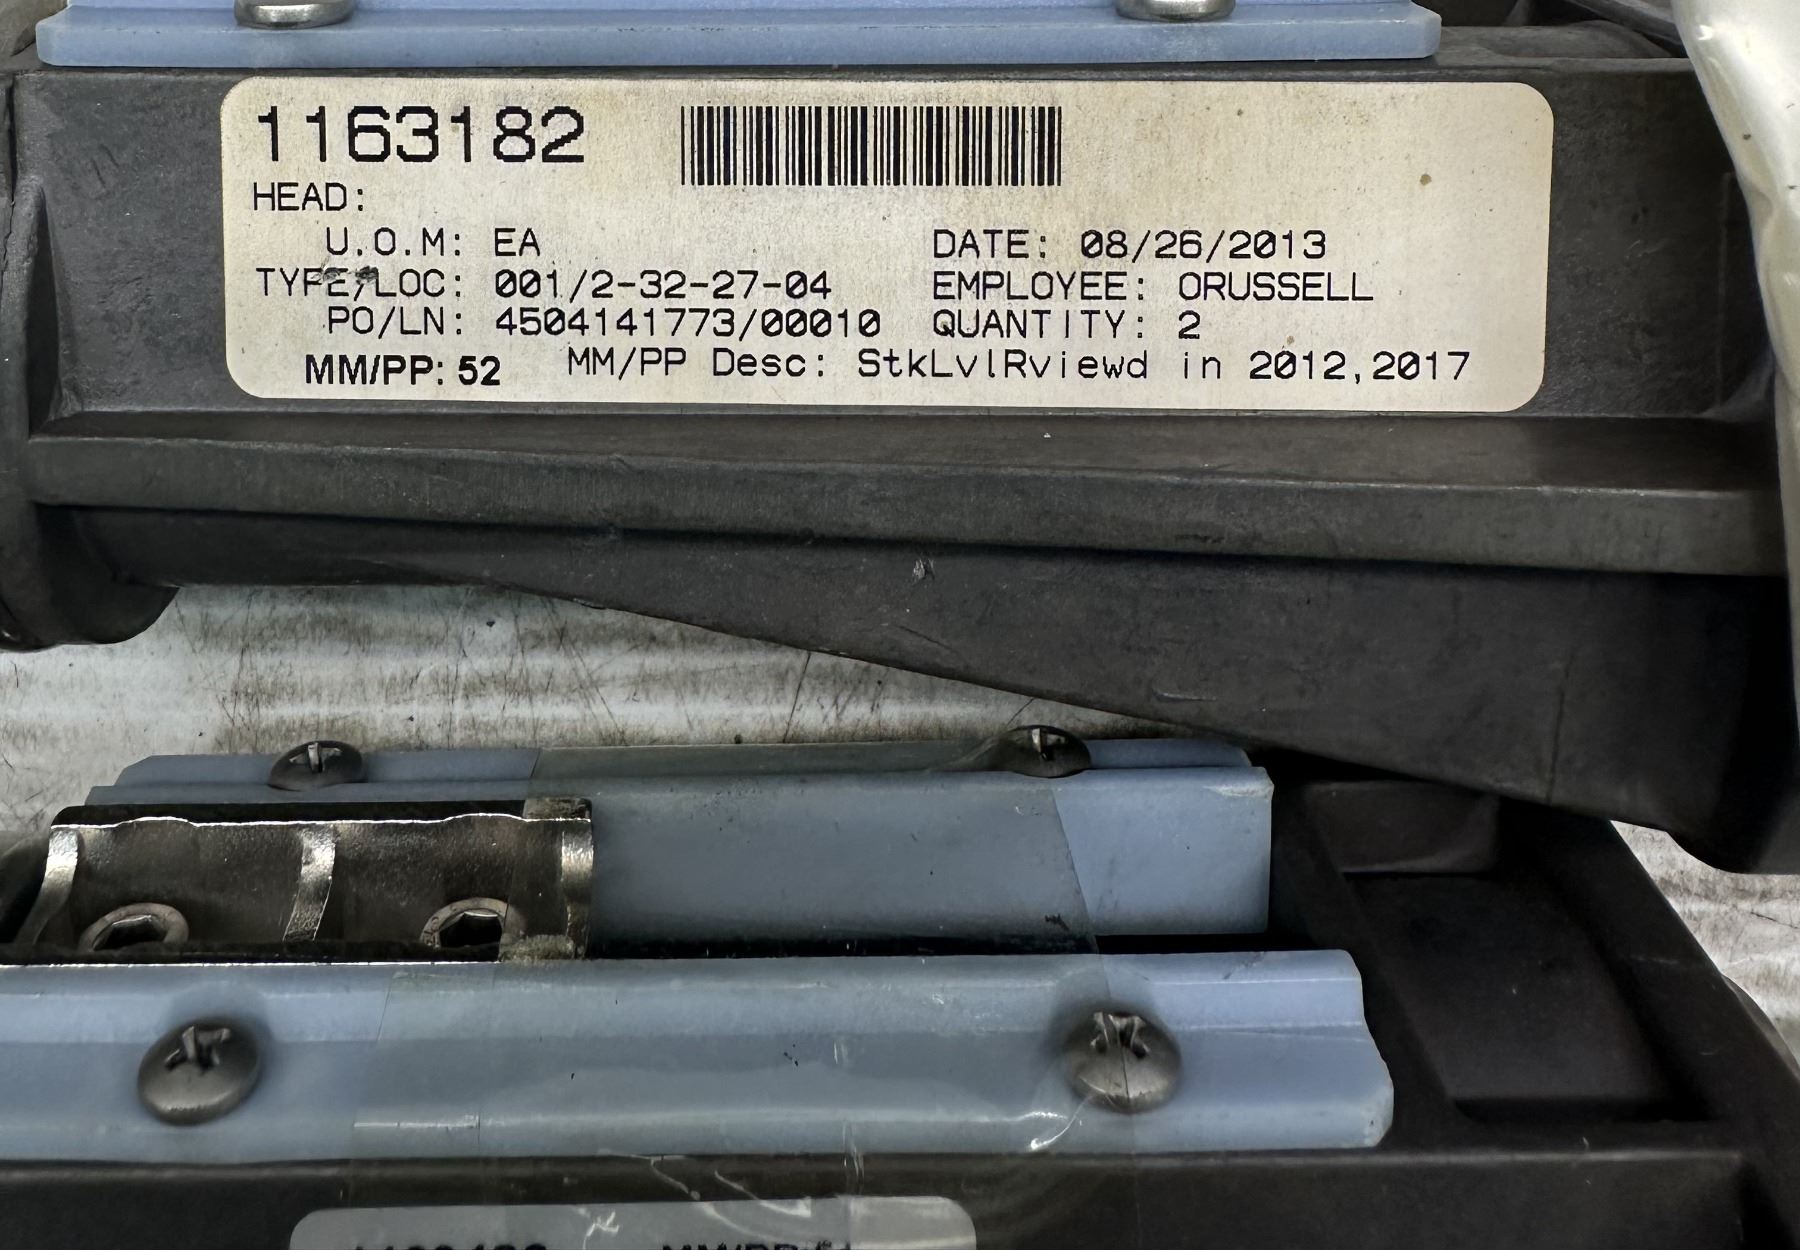 1163182
HEAD:
U.O.M: EA DATE: 08/26/2013
TYPE/LOC: 001/2-32-27-04 EMPLOYEE: ORUSSELL
PO/LN: 4504141773/00010 QUANTITY: 2
MM/PP: 52 MM/PP Desc: StkLvlRviewd in 2012,2017